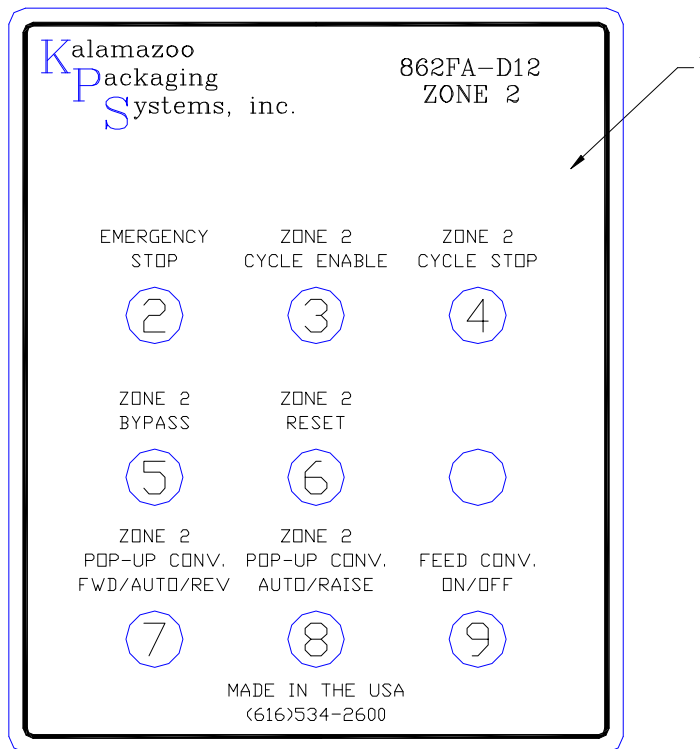 Kalamazoo
Packaging
Systems, inc.
862FA-D12
ZONE 2
EMERGENCY
STOP
ZONE 2
CYCLE ENABLE
ZONE 2
CYCLE STOP
2
3
4
ZONE 2
BYPASS
ZONE 2
RESET
5
6
ZONE 2
POP-UP CONV.
FWD/AUTO/REV
ZONE 2
POP-UP CONV.
AUTO/RAISE
FEED CONV.
ON/OFF
7
8
9
MADE IN THE USA
(616)534-2600